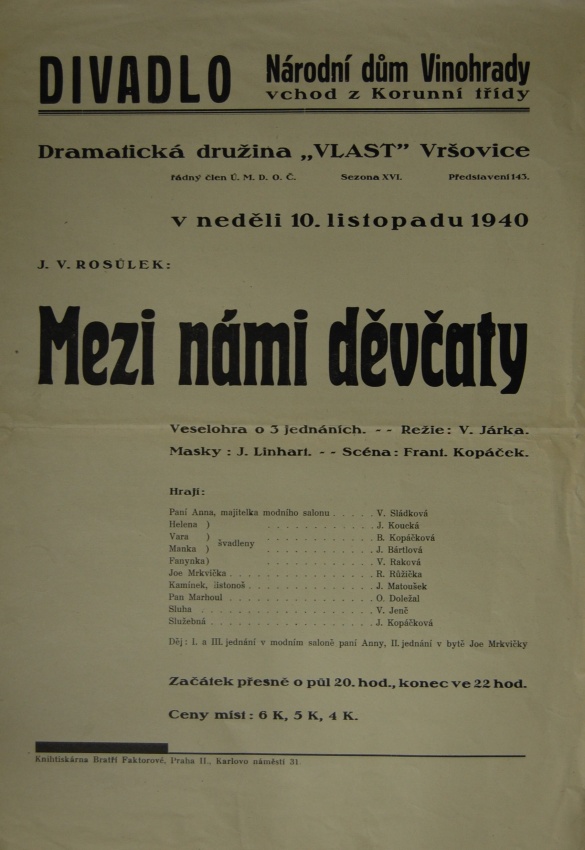 DIVADLO
Národní dům Vinohrady
vchod z Korunní třídy
Dramatická družina „VLAST" Vršovice
řádný člen Ú. M. D. O. Č. Sezona XVI. Představení 143.
v neděli 10. listopadu 1940
J. V. ROSŮLEK:
Mezi námi děvčaty
Veselohra o 3 jednáních. - - Režie: V. Járka.
Masky : J. Linhart. - - Scéna: Frant. Kopáček.
Hrají:
Paní Anna, majitelka modního salonu . . . . . V. Sládková
Helena ) . . . . . . . . . . . J. Koucká
Vara ) . . . . . . . . . . . B. Kopáčková
švadleny
Manka ) . . . . . . . . . . . J. Bártlová
Fanynka) . . . . . . . . . . . V. Raková
Joe Mrkvička . . . . . . . . . . . . . . . R. Růžička
Kamínek, listonoš . . . . . . . . . . . . . J. Matoušek
Pan Marhoul . . . . . . . . . . . . . . . O. Doležal
Sluha . . . . . . . . . . . . . . . . . V. Jeně
Služebná . . . . . . . . . . . . . . . . . J. Kopáčková
Děj : I. a III. jednání v modním saloně paní Anny, II. jednání v bytě Joe Mrkvičky
Začátek přesně o půl 20. hod., konec ve 22 hod.
Ceny míst : 6 K, 5 K, 4 K.
Knihtiskárna Bratří Faktorové, Praha II., Karlovo náměstí 31.